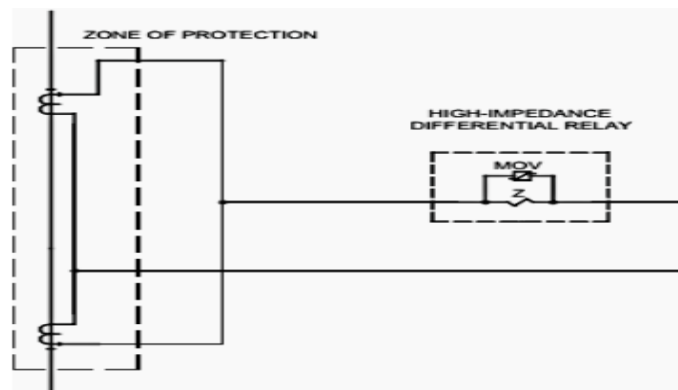 ZONE OF PROTECTION
HIGH-IMPEDANCE
DIFFERENTIAL RELAY
MOV
Z